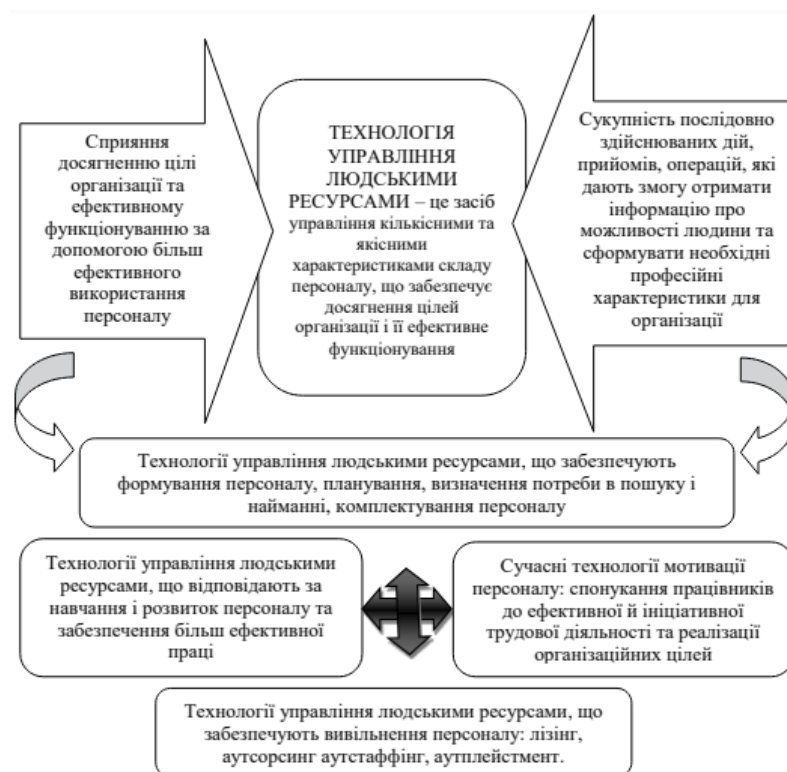 Сприяння
досягненню цілі
організації та
ефективному
функціонуванню за
допомогою більш
ефективного
використання
персоналу
ТЕХНОЛОГІЯ
УПРАВЛІННЯ
ЛЮДСЬКИМИ
РЕСУРСАМИ – це засіб
управління кількісними та
якісними
характеристиками складу
персоналу, що забезпечує
досягнення цілей
організації і її ефективне
функціонування
Сукупність послідовно
здійснюваних дій,
прийомів, операцій, які
дають змогу отримати
інформацію про
можливості людини та
сформувати необхідні
професійні
характеристики для
організації
Технології управління людськими ресурсами, що забезпечують
формування персоналу, планування, визначення потреби в пошуку і
найманні, комплектування персоналу
Технології управління людськими
ресурсами, що відповідають за
навчання і розвиток персоналу та
забезпечення більш ефективної
праці
Сучасні технології мотивації
персоналу: спонукання працівників
до ефективной й ініціативної
трудової діяльності та реалізації
організаційних цілей
Технології управління людськими ресурсами, що
забезпечують вивільнення персоналу: лізінг,
аутсорсинг аутстаффінг, аутплейстмент.